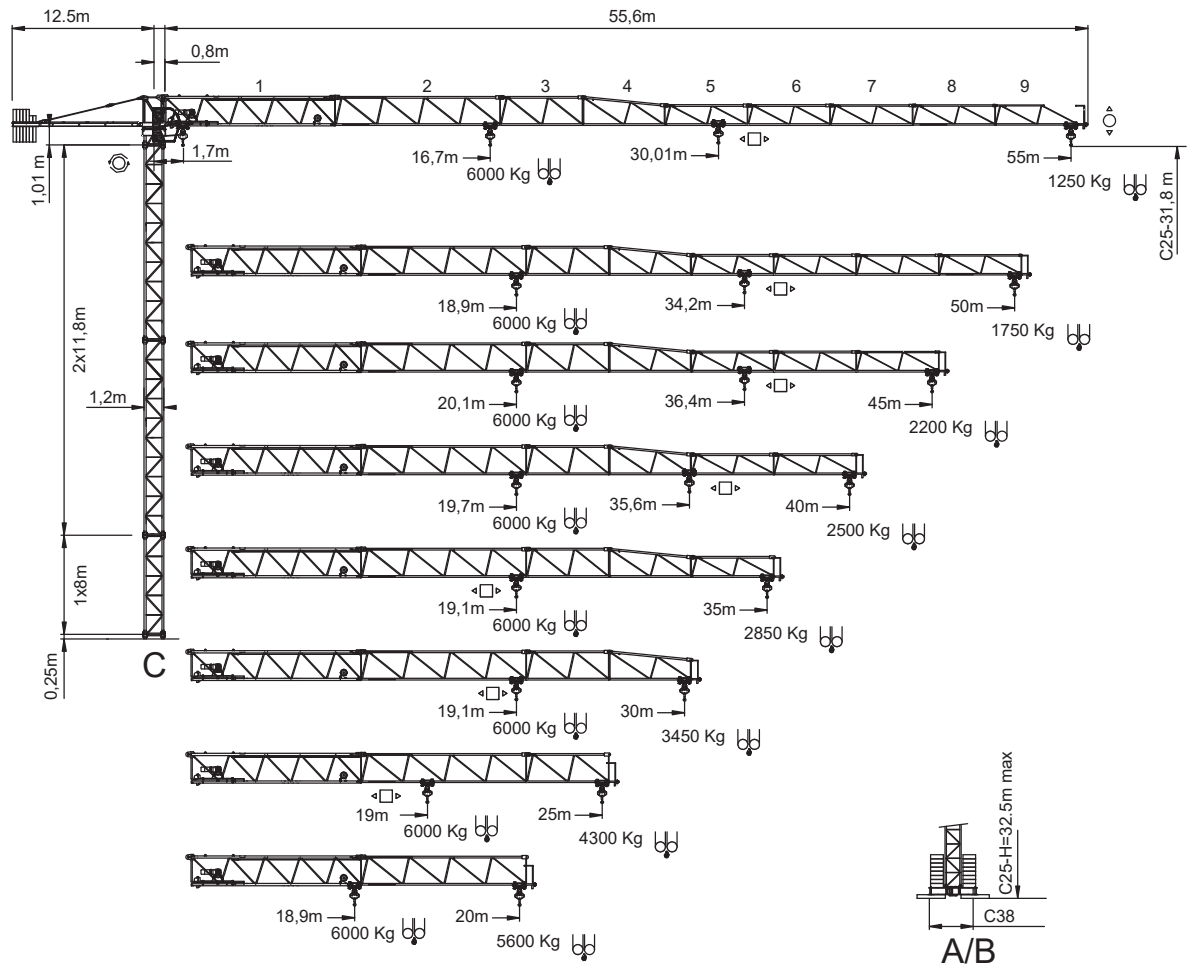 12.5m
55,6m
0,8m
1 2 3 4 5 6 7 8 9
1,01 m
1,7m
16,7m
6000 Kg
30,01m
55m
1250 Kg
C25-31,8 m
2x11,8m
18,9m
6000 Kg
34,2m
50m
1750 Kg
1,2m
20,1m
6000 Kg
36,4m
45m
2200 Kg
19,7m
6000 Kg
35,6m
40m
2500 Kg
1x8m
19,1m
6000 Kg
35m
2850 Kg
0,25m
C
19,1m
6000 Kg
30m
3450 Kg
19m
6000 Kg
25m
4300 Kg
18,9m
6000 Kg
20m
5600 Kg
C25-H=32.5m max
C38
A/B